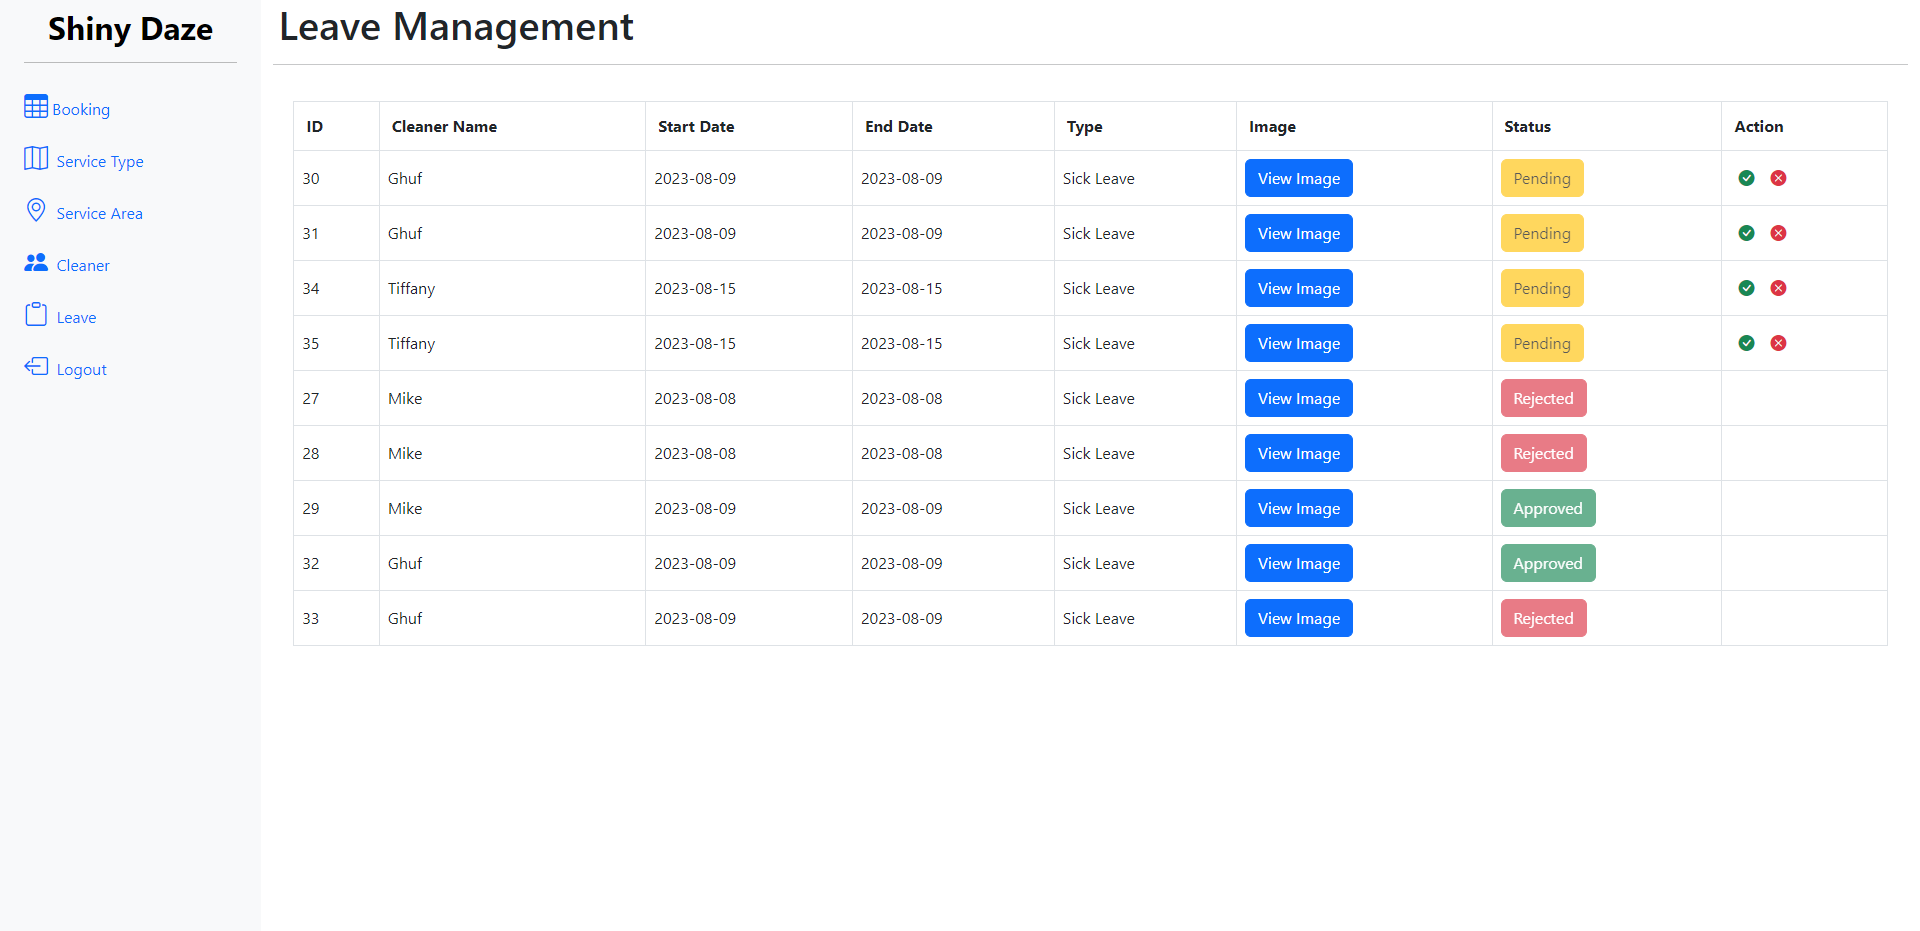 Shiny Daze
Booking
Service Type
Service Area
Cleaner
Leave
Logout
Leave Management
ID Cleaner Name Start Date End Date Type Image Status Action
30 Ghuf 2023-08-09 2023-08-09 Sick Leave View Image Pending
31 Ghuf 2023-08-09 2023-08-09 Sick Leave View Image Pending
34 Tiffany 2023-08-15 2023-08-15 Sick Leave View Image Pending
35 Tiffany 2023-08-15 2023-08-15 Sick Leave View Image Pending
27 Mike 2023-08-08 2023-08-08 Sick Leave View Image Rejected
28 Mike 2023-08-08 2023-08-08 Sick Leave View Image Rejected
29 Mike 2023-08-09 2023-08-09 Sick Leave View Image Approved
32 Ghuf 2023-08-09 2023-08-09 Sick Leave View Image Approved
33 Ghuf 2023-08-09 2023-08-09 Sick Leave View Image Rejected